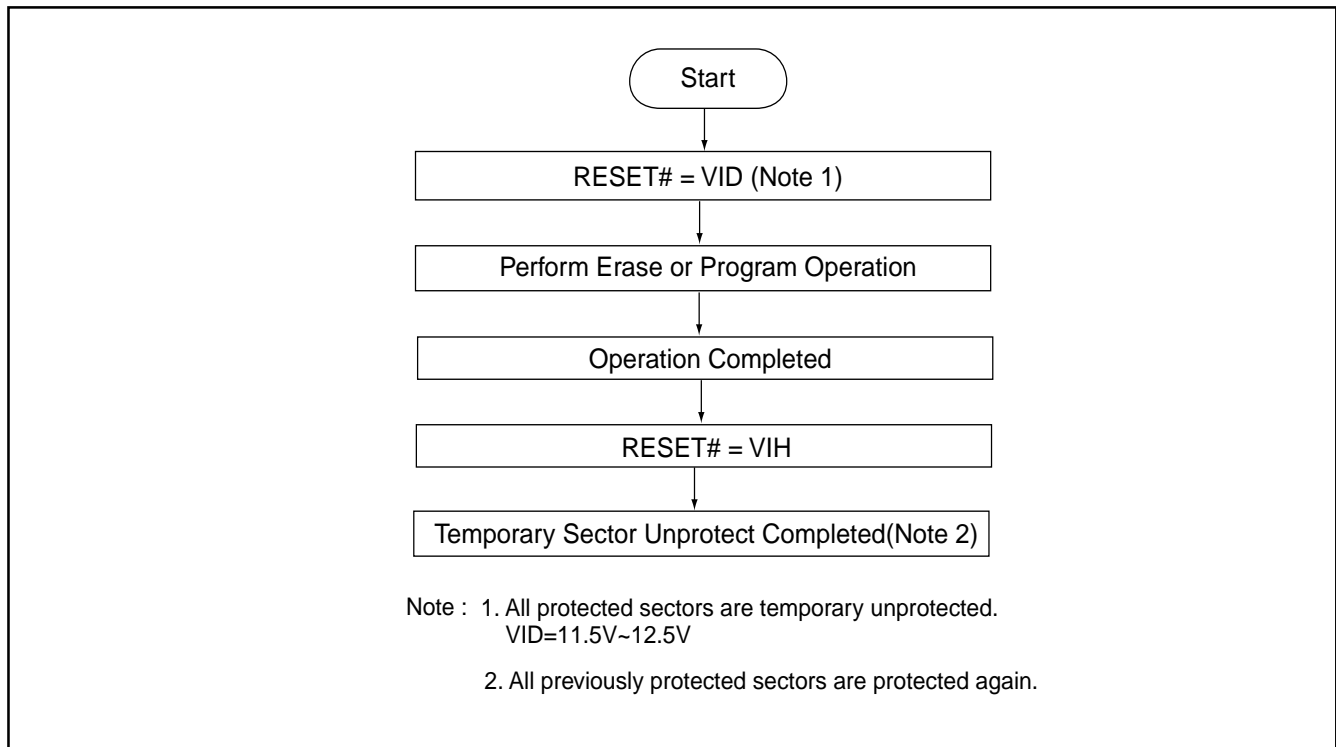 Start
RESET# = VID (Note 1)
Perform Erase or Program Operation
Operation Completed
RESET# = VIH
Temporary Sector Unprotect Completed(Note 2)
Note : 1. All protected sectors are temporary unprotected.
VID=11.5V~12.5V
2. All previously protected sectors are protected again.